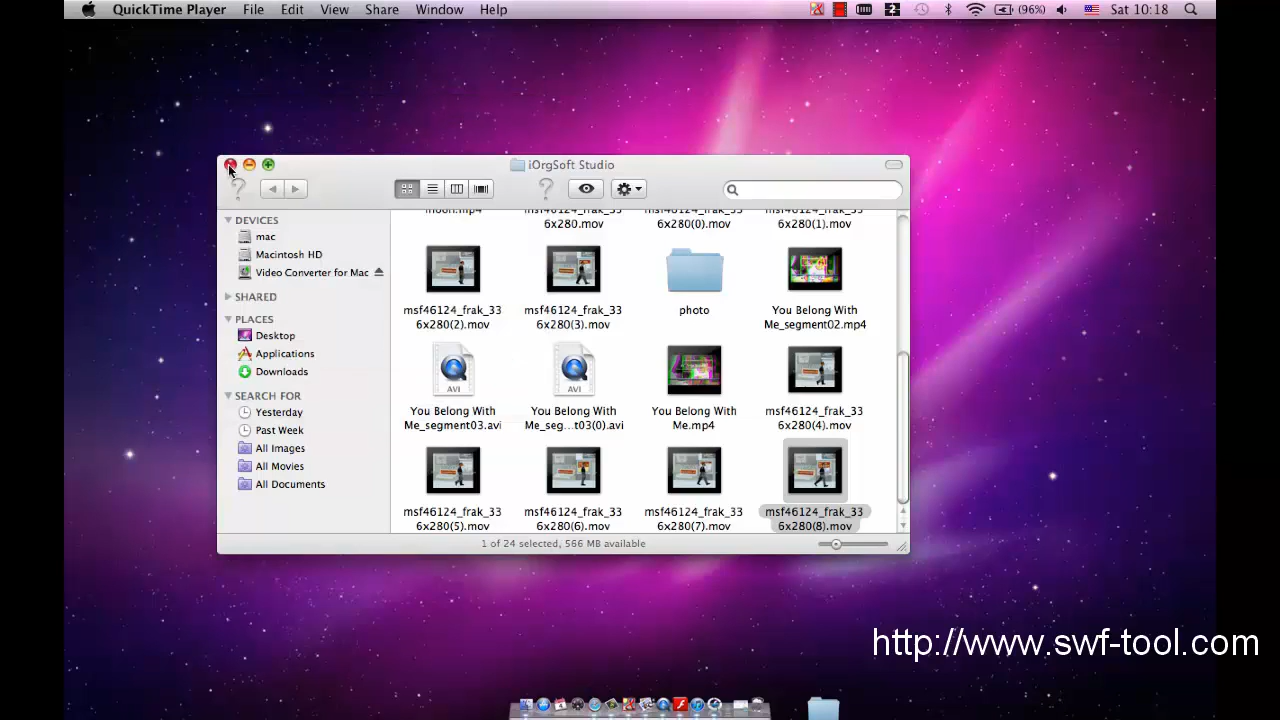 QuickTime Player File Edit View Share Window Help (96%) Sat 10:18
iOrgSoft Studio
DEVICES
mac
Macintosh HD
Video Converter for Mac
SHARED
PLACES
Desktop
Applications
Downloads
SEARCH FOR
Yesterday
Past Week
All Images
All Movies
All Documents
moon.mp4
msf46124_frak_33
6x280.mov
msf46124_frak_33
6x280(0).mov
msf46124_frak_33
6x280(1).mov
msf46124_frak_33
6x280(2).mov
msf46124_frak_33
6x280(3).mov
photo
You Belong With
Me_segment02.mp4
AVI
You Belong With
Me_segment03.avi
AVI
You Belong With
Me_seg...t03(0).avi
You Belong With
Me.mp4
msf46124_frak_33
6x280(4).mov
msf46124_frak_33
6x280(5).mov
msf46124_frak_33
6x280(6).mov
msf46124_frak_33
6x280(7).mov
msf46124_frak_33
6x280(8).mov
1 of 24 selected, 566 MB available
http://www.swf-tool.com